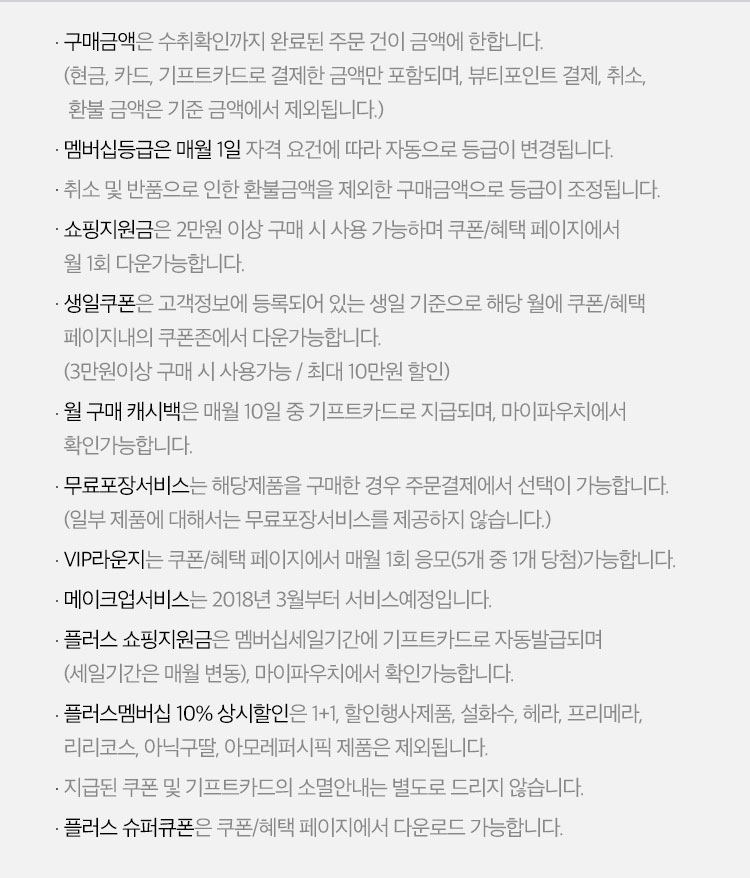 · 구매금액은 수취확인까지 완료된 주문 건이 금액에 한합니다.
(현금, 카드, 기프트카드로 결제한 금액만 포함되며, 뷰티포인트 결제, 취소,
환불 금액은 기준 금액에서 제외됩니다.)
· 멤버십등급은 매월 1일 자격 요건에 따라 자동으로 등급이 변경됩니다.
· 취소 및 반품으로 인한 환불금액을 제외한 구매금액으로 등급이 조정됩니다.
· 쇼핑지원금은 2만원 이상 구매 시 사용 가능하며 쿠폰/혜택 페이지에서
월 1회 다운가능합니다.
· 생일쿠폰은 고객정보에 등록되어 있는 생일 기준으로 해당 월에 쿠폰/혜택
페이지내의 쿠폰존에서 다운가능합니다.
(3만원이상 구매 시 사용가능 / 최대 10만원 할인)
· 월 구매 캐시백은 매월 10일 중 기프트카드로 지급되며, 마이파우치에서
확인가능합니다.
· 무료포장서비스는 해당제품을 구매한 경우 주문결제에서 선택이 가능합니다.
(일부 제품에 대해서는 무료포장서비스를 제공하지 않습니다.)
· VIP라운지는 쿠폰/혜택 페이지에서 매월 1회 응모(5개 중 1개 당첨)가능합니다.
· 메이크업서비스는 2018년 3월부터 서비스예정입니다.
· 플러스 쇼핑지원금은 멤버십세일기간에 기프트카드로 자동발급되며
(세일기간은 매월 변동), 마이파우치에서 확인가능합니다.
· 플러스멤버십 10% 상시할인은 1+1, 할인행사제품, 설화수, 헤라, 프리메라,
리리코스, 아닉구딸, 아모레퍼시픽 제품은 제외됩니다.
· 지급된 쿠폰 및 기프트카드의 소멸안내는 별도로 드리지 않습니다.
· 플러스 슈퍼큐폰은 쿠폰/혜택 페이지에서 다운로드 가능합니다.